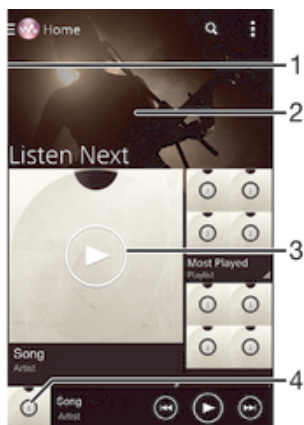 Home
1
2
Listen Next
3
Most Played
Playlist
Song
Artist
4
Song
Artist